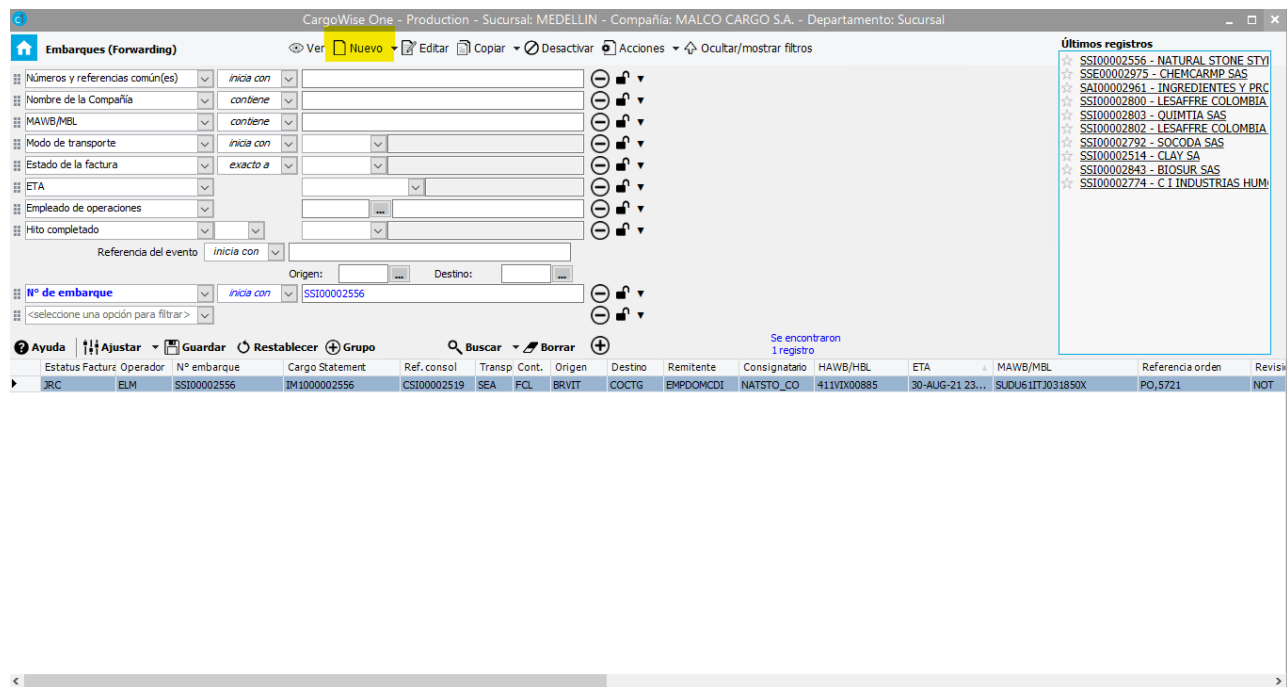 CargoWise One - Production - Sucursal: MEDELLIN - Compañía: MALCO CARGO S.A. - Departamento: Sucursal
Embarques (Forwarding)
Ver Nuevo Editar Copiar Desactivar Acciones Ocultar/mostrar filtros
Números y referencias común(es) inicia con
Nombre de la Compañía contiene
MAWB/MBL contiene
Modo de transporte inicia con
Estado de la factura exacto a
ETA
Empleado de operaciones ...
Hito completado
Referencia del evento inicia con
Origen: ... Destino: ...
Nº de embarque inicia con SSI00002556
<seleccione una opción para filtrar>
Ayuda Ajustar Guardar Restablecer Grupo Buscar Borrar
Se encontraron
1 registro
Últimos registros
SSI00002556 - NATURAL STONE STYL
SSE00002975 - CHEMCARMP SAS
SAI00002961 - INGREDIENTES Y PRO
SSI00002800 - LESAFFRE COLOMBIA
SSI00002803 - QUIMTIA SAS
SSI00002802 - LESAFFRE COLOMBIA
SSI00002792 - SOCODA SAS
SSI00002514 - CLAY SA
SSI00002843 - BIOSUR SAS
SSI00002774 - C I INDUSTRIAS HUM
Estatus Factura Operador Nº embarque Cargo Statement Ref. consol Transp Cont. Origen Destino Remitente Consignatario HAWB/HBL ETA MAWB/MBL Referencia orden Revisi
JRC ELM SSI00002556 IM1000002556 CSI00002519 SEA FCL BRVIT COCTG EMPDOMCDI NATSTO_CO 411VIX00885 30-AUG-21 23... SUDU61ITJ031850X PO,5721 NOT